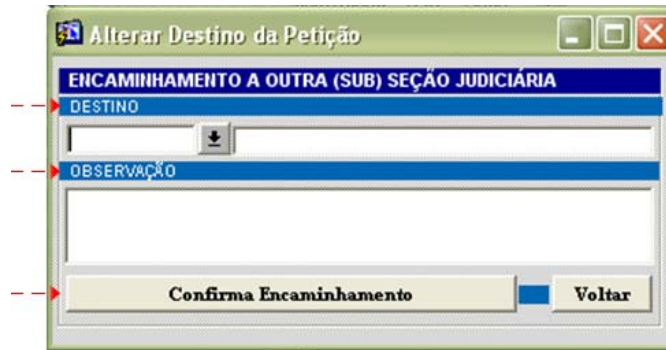 Alterar Destino da Petição
ENCAMINHAMENTO A OUTRA (SUB) SEÇÃO JUDICIÁRIA
DESTINO
OBSERVAÇÃO
Confirma Encaminhamento Voltar